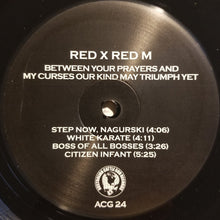 RED X RED M
BETWEEN YOUR PRAYERS AND
MY CURSES OUR KIND MAY TRIUMPH YET
STEP NOW, NAGURSKI (4:06)
WHITE KARATE (4:11)
BOSS OF ALL BOSSES (3:26)
CITIZEN INFANT (5:25)
ACG 24